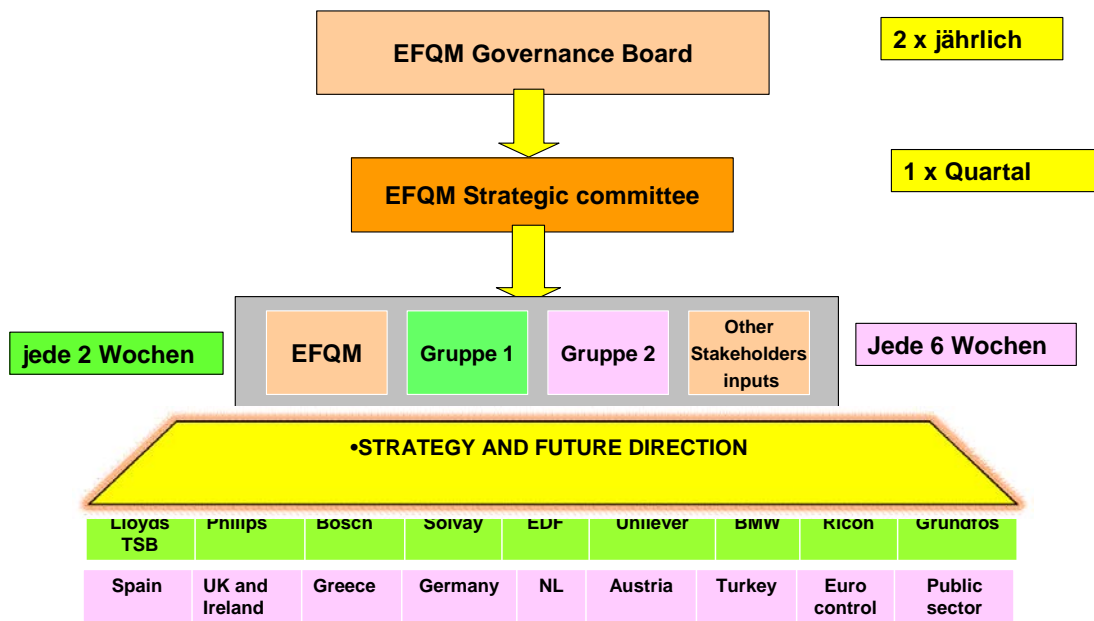 EFQM Governance Board
2 x jährlich
EFQM Strategic committee
1 x Quartal
jede 2 Wochen
EFQM
Gruppe 1
Gruppe 2
Other
Stakeholders
inputs
Jede 6 Wochen
•STRATEGY AND FUTURE DIRECTION
Lloyds
TSB
Philips
Bosch
Solvay
EDF
Unilever
BMW
Ricoh
Grundfos
Spain
UK and
Ireland
Greece
Germany
NL
Austria
Turkey
Euro
control
Public
sector